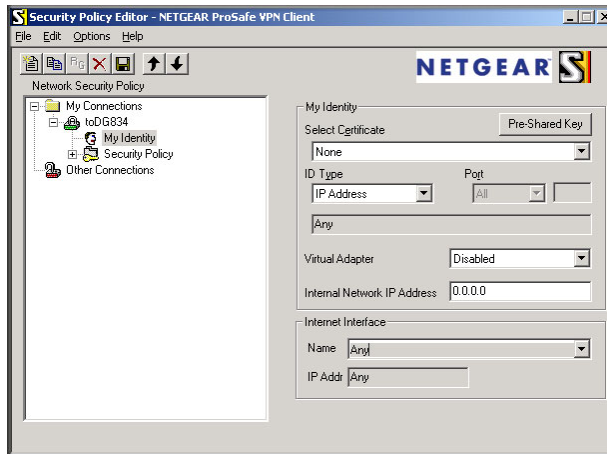 Security Policy Editor - NETGEAR ProSafe VPN Client
File Edit Options Help
NETGEAR
Network Security Policy
My Connections
toDG834
My Identity
Security Policy
Other Connections
My Identity
Select Certificate
Pre-Shared Key
None
ID Type
Port
IP Address
All
Any
Virtual Adapter
Disabled
Internal Network IP Address
0.0.0.0
Internet Interface
Name
Any
IP Addr
Any